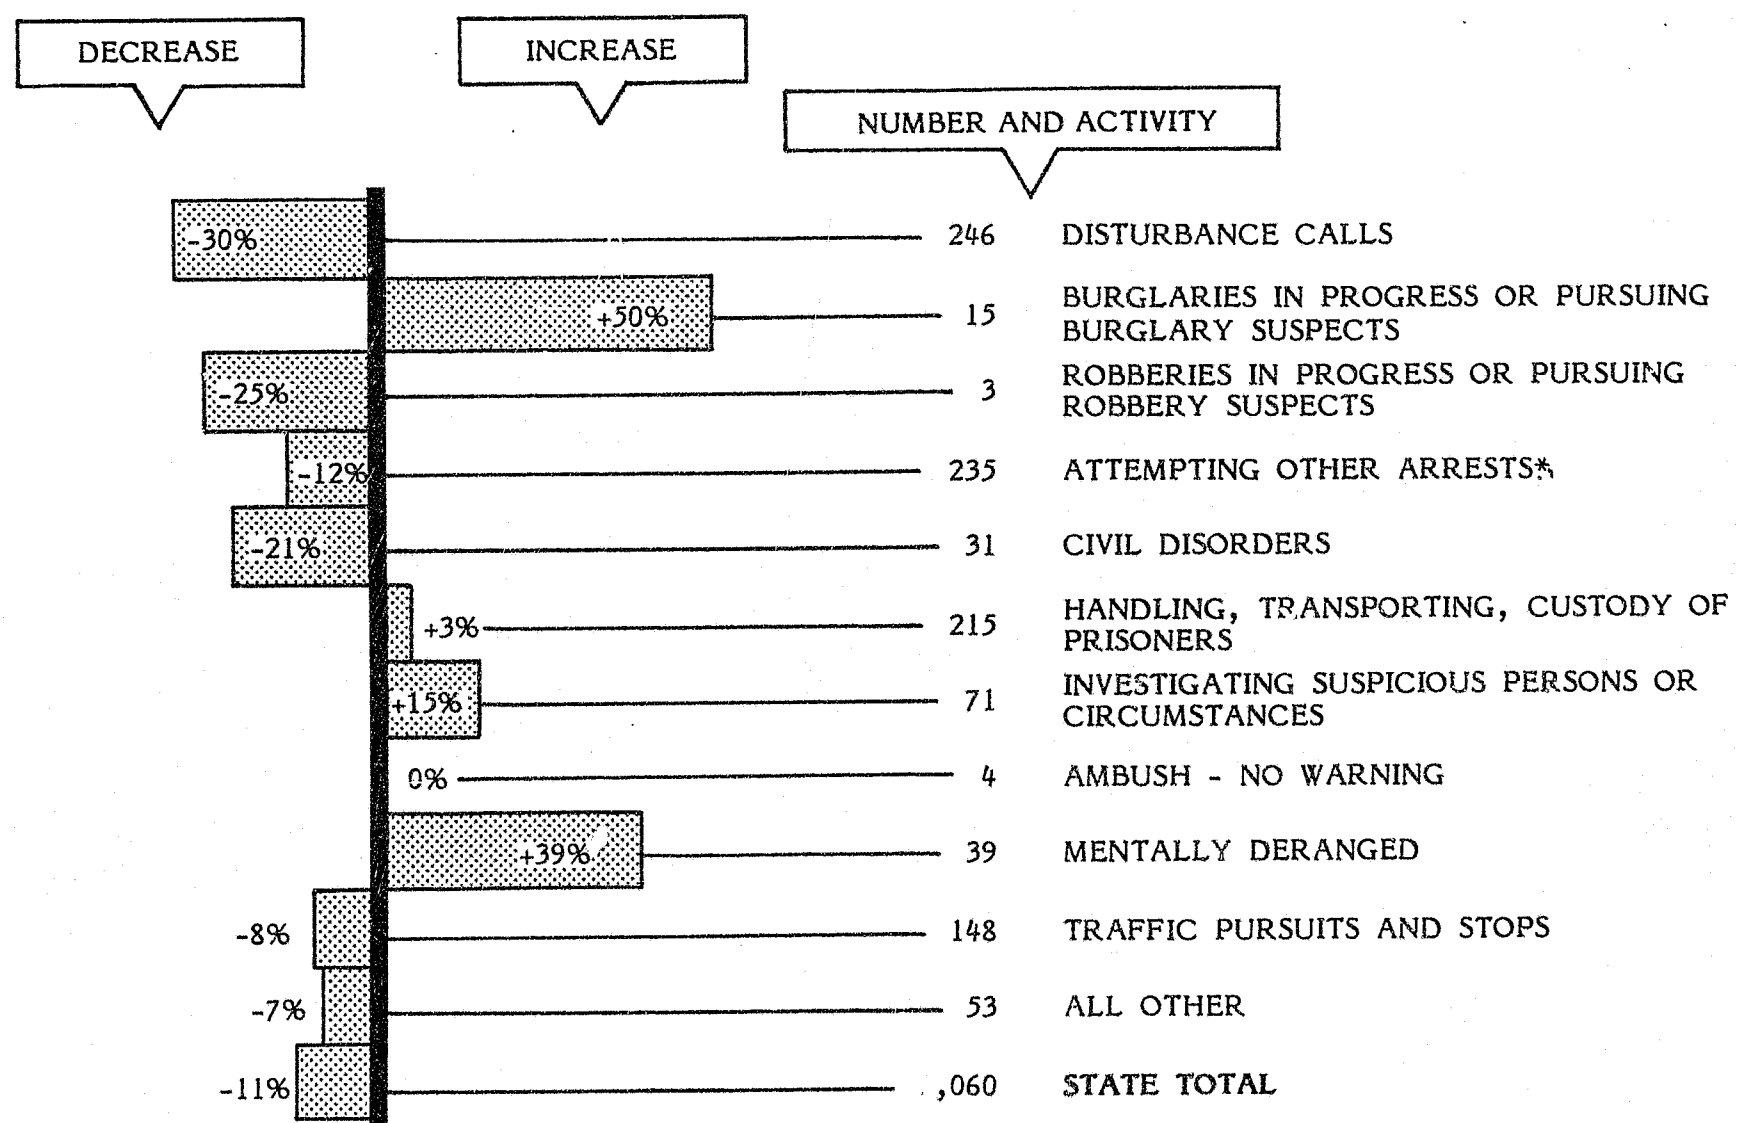 DECREASE
INCREASE
NUMBER AND ACTIVITY
-30% 246 DISTURBANCE CALLS
+50% 15 BURGLARIES IN PROGRESS OR PURSUING
BURGLARY SUSPECTS
-25% 3 ROBBERIES IN PROGRESS OR PURSUING
ROBBERY SUSPECTS
-12% 235 ATTEMPTING OTHER ARRESTS*
-21% 31 CIVIL DISORDERS
+3% 215 HANDLING, TRANSPORTING, CUSTODY OF
PRISONERS
+15% 71 INVESTIGATING SUSPICIOUS PERSONS OR
CIRCUMSTANCES
0% 4 AMBUSH - NO WARNING
+39% 39 MENTALLY DERANGED
-8% 148 TRAFFIC PURSUITS AND STOPS
-7% 53 ALL OTHER
-11% ,060 STATE TOTAL